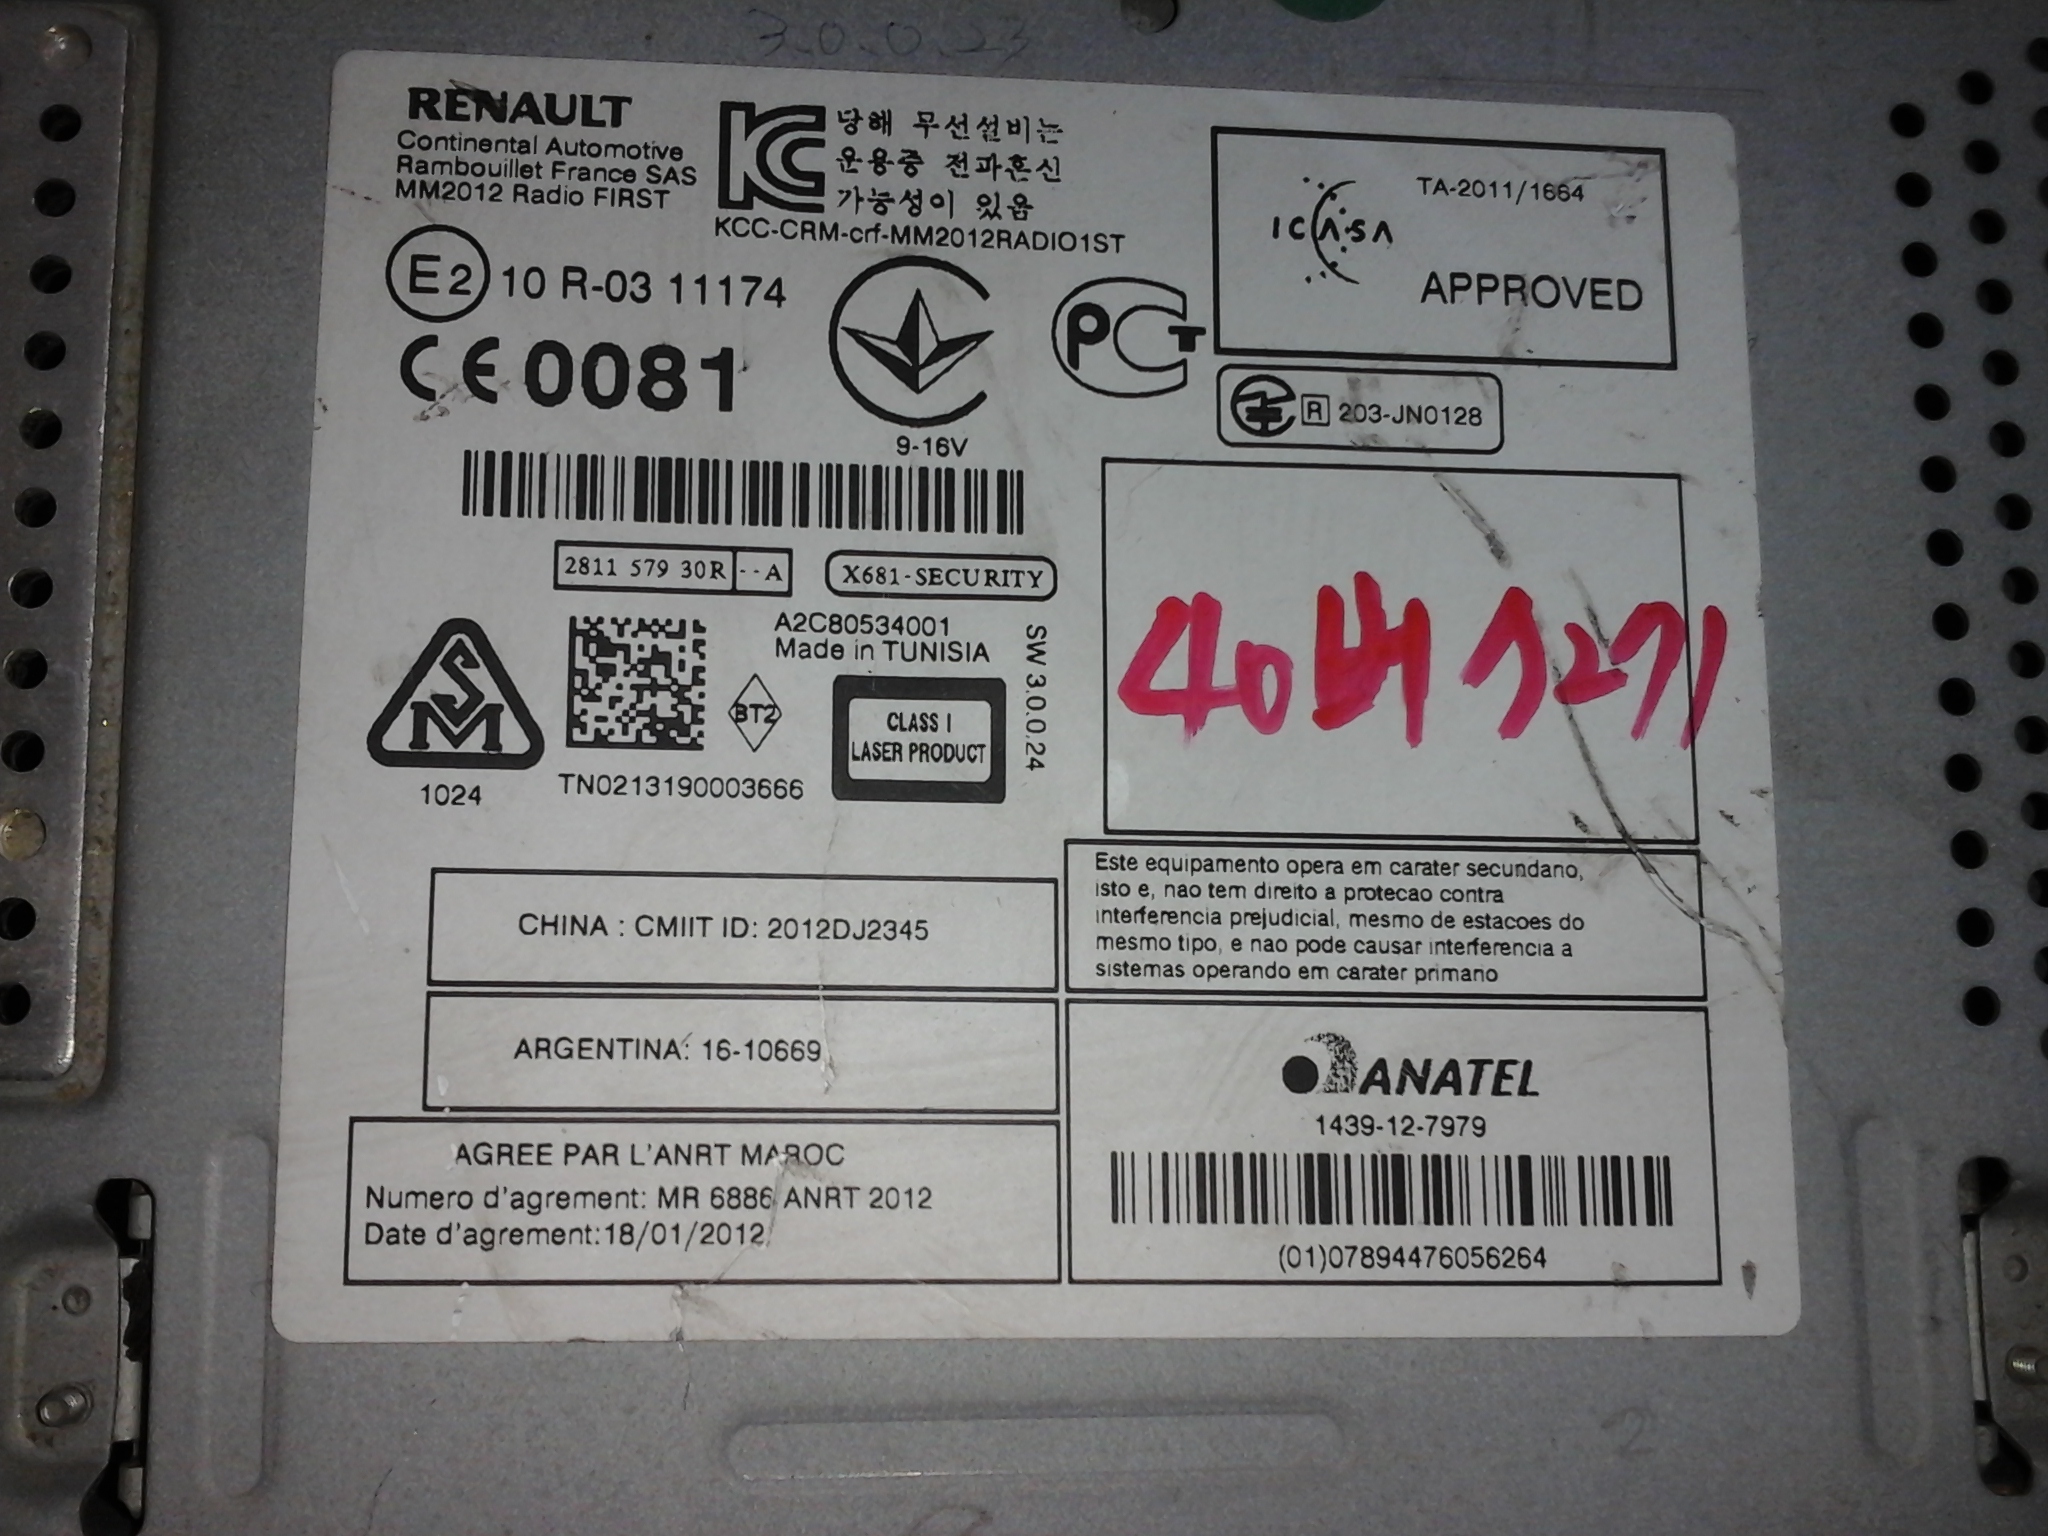 3.0.0.23
RENAULT
Continental Automotive
Rambouillet France SAS
MM2012 Radio FIRST
당해 무선설비는
운용중 전파혼신
가능성이 있음
KCC-CRM-crf-MM2012RADIO1ST
E2 10 R-03 11174
CE 0081
9-16V
PCT
TA-2011/1664
ICASA
APPROVED
R 203-JN0128
2811 579 30R --A
X681-SECURITY
A2C80534001
Made in TUNISIA
SW 3.0.0.24
SM
1024
BT2
TN0213190003666
CLASS I
LASER PRODUCT
40
Este equipamento opera em carater secundano,
isto e, nao tem direito a protecao contra
interferencia prejudicial, mesmo de estacoes do
mesmo tipo, e nao pode causar interferencia a
sistemas operando em carater primano
CHINA : CMIIT ID: 2012DJ2345
ARGENTINA: 16-10669
AGREE PAR L'ANRT MAROC
Numero d'agrement: MR 6886 ANRT 2012
Date d'agrement:18/01/2012
ANATEL
1439-12-7979
(01)07894476056264
2